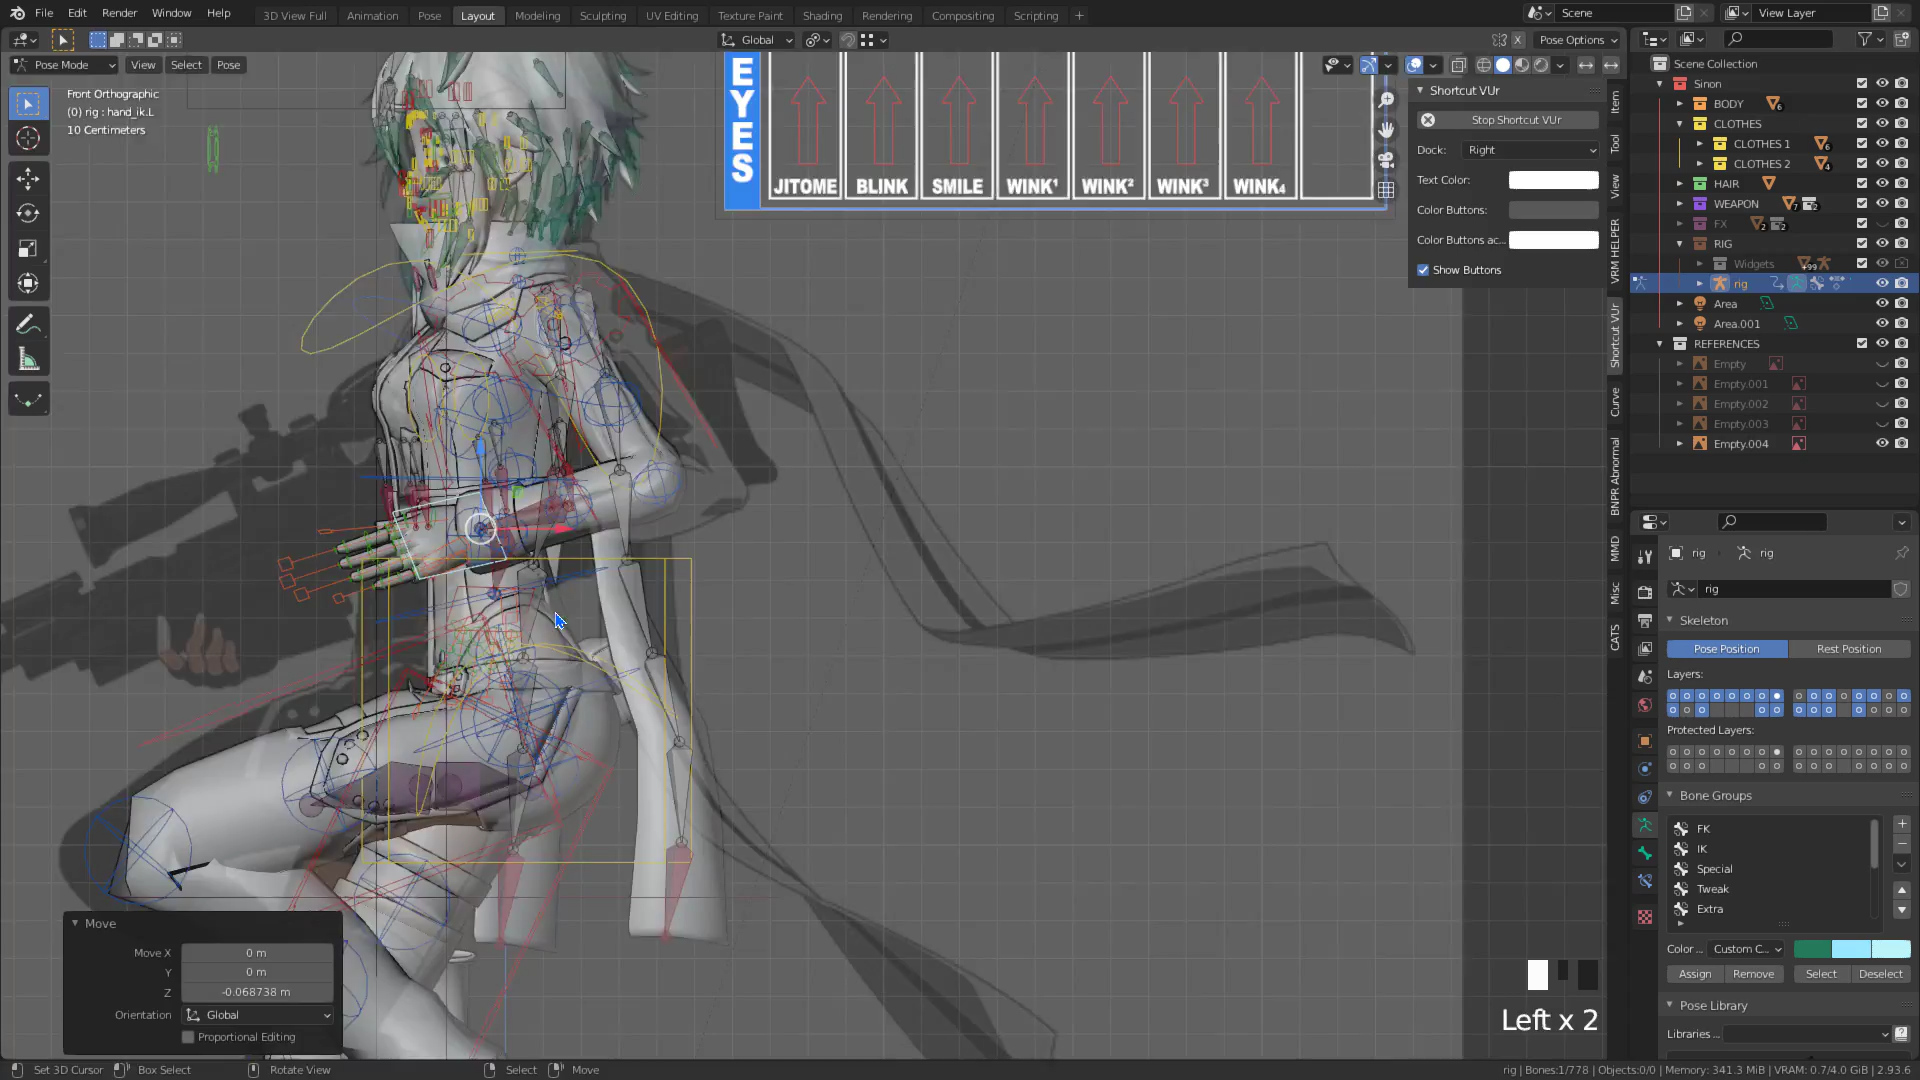 File Edit Render Window Help
3D View Full Animation Pose Layout Modeling Sculpting UV Editing Texture Paint Shading Rendering Compositing Scripting +
Scene View Layer
Global Pose Options
Pose Mode View Select Pose
Front Orthographic
(0) rig : hand_ik.L
10 Centimeters
EYES
JITOME BLINK SMILE WINK¹ WINK² WINK³ WINK₄
Shortcut VUr
Stop Shortcut VUr
Dock: Right
Text Color:
Color Buttons:
Color Buttons ac...
Show Buttons
Item
Tool
View
VRM HELPER
Shortcut VUr
Curve
BNPR Abnormal
MMD
Misc
CATS
Scene Collection
Sinon
BODY 6
CLOTHES
CLOTHES 1 6
CLOTHES 2 4
HAIR
WEAPON 7 2
FX 2 2
RIG
Widgets +99
rig
Area
Area.001
REFERENCES
Empty
Empty.001
Empty.002
Empty.003
Empty.004
rig rig
rig
Skeleton
Pose Position Rest Position
Layers:
Protected Layers:
Bone Groups
FK
IK
Special
Tweak
Extra
Color ... Custom C...
Assign Remove Select Deselect
Pose Library
Libraries ...
Move
Move X 0 m
Y 0 m
Z -0.068738 m
Orientation Global
Proportional Editing
Left x 2
Set 3D Cursor Box Select Rotate View Select Move
rig | Bones:1/778 | Objects:0/0 | Memory: 341.3 MiB | VRAM: 0.7/4.0 GiB | 2.93.6